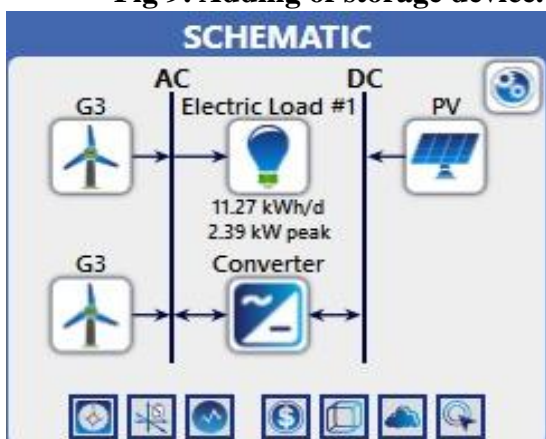 Fig 9. Adding of storage device.
SCHEMATIC
AC DC
G3 Electric Load #1 PV
11.27 kWh/d
2.39 kW peak
G3 Converter